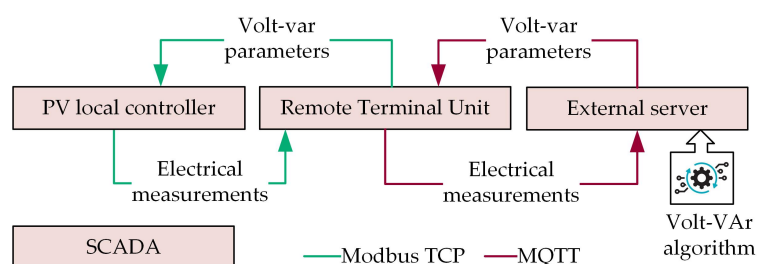 Volt-var
parameters
Volt-var
parameters
PV local controller
Remote Terminal Unit
External server
Electrical
measurements
Electrical
measurements
Volt-VAr
algorithm
SCADA
Modbus TCP
MQTT